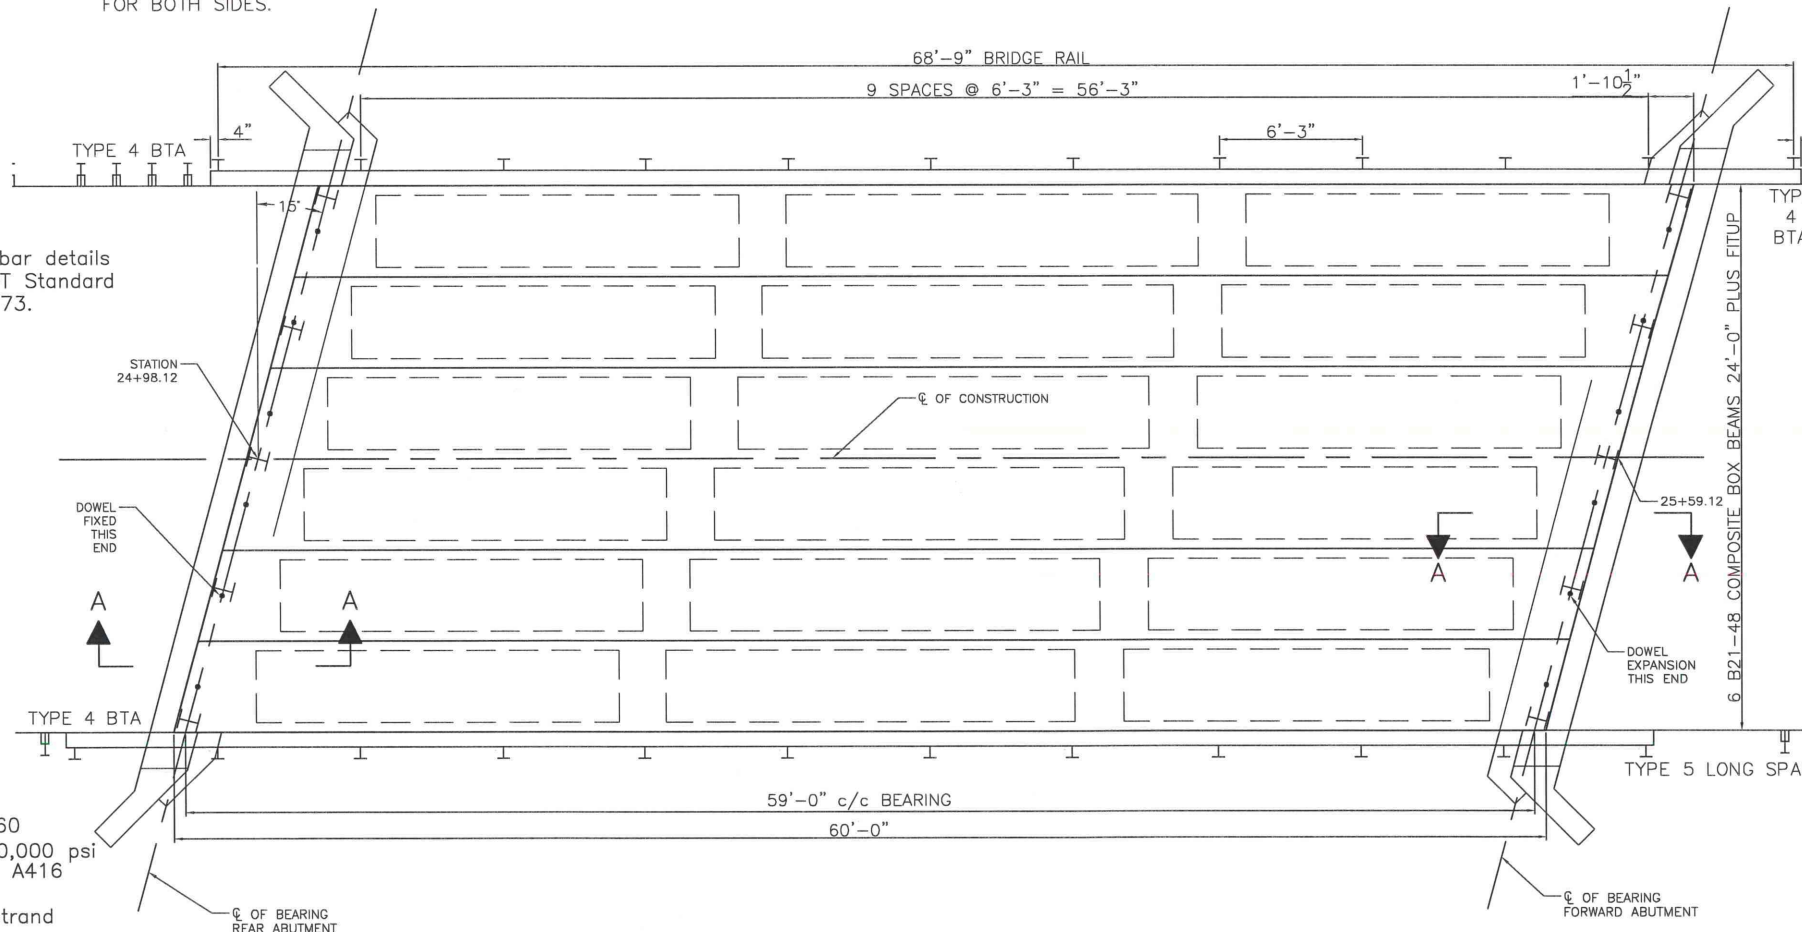 FOR BOTH SIDES.
68'-9" BRIDGE RAIL
9 SPACES @ 6'-3" = 56'-3"
1'-10 1/2"
4"
6'-3"
TYPE 4 BTA
15°
TYP
4
BTA
bar details
T Standard
73.
STATION
24+98.12
℄ OF CONSTRUCTION
6 B21-48 COMPOSITE BOX BEAMS 24'-0" PLUS FITUP
25+59.12
DOWEL
FIXED
THIS
END
A
A
A
A
DOWEL
EXPANSION
THIS END
TYPE 4 BTA
TYPE 5 LONG SPA
59'-0" c/c BEARING
60'-0"
60
0,000 psi
A416
trand
℄ OF BEARING
REAR ABUTMENT
℄ OF BEARING
FORWARD ABUTMENT